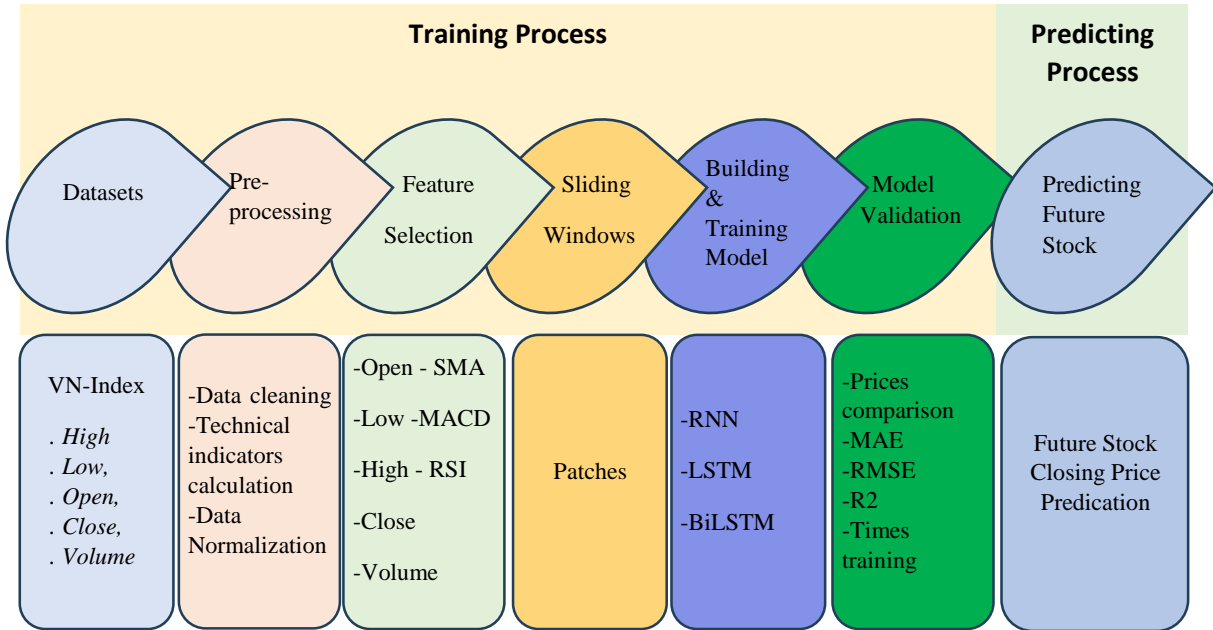 Training Process
Predicting
Process
Datasets
Pre-
processing
Feature
Selection
Sliding
Windows
Building
&
Training
Model
Model
Validation
Predicting
Future
Stock
VN-Index
. High
. Low,
. Open,
. Close,
. Volume
-Data cleaning
-Technical
indicators
calculation
-Data
Normalization
-Open - SMA
-Low -MACD
-High - RSI
-Close
-Volume
Patches
-RNN
-LSTM
-BiLSTM
-Prices
comparison
-MAE
-RMSE
-R2
-Times
training
Future Stock
Closing Price
Predication